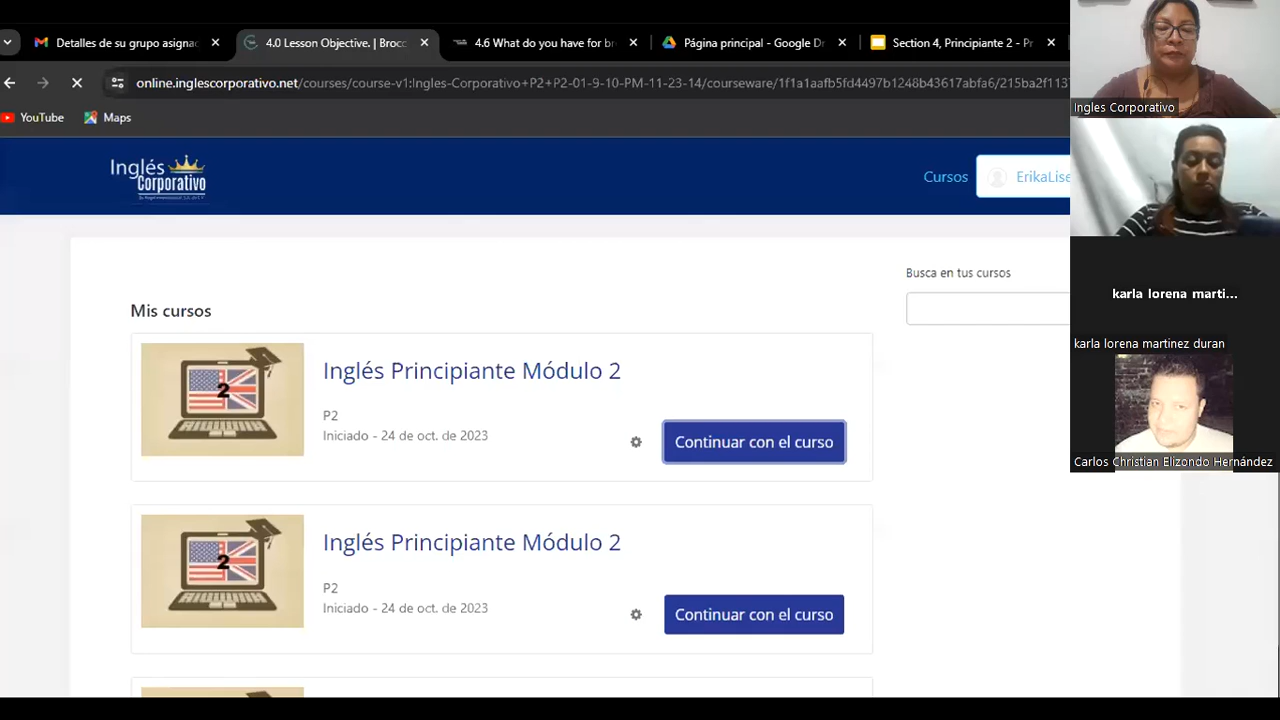 Detalles de su grupo asigna
4.0 Lesson Objective. | Brocc
4.6 What do you have for br
Página principal - Google Dr
Section 4, Principiante 2 - Pr
online.inglescorporativo.net/courses/course-v1:Ingles-Corporativo+P2+P2-01-9-10-PM-11-23-14/courseware/1f1a1aafb5fd4497b1248b43617abfa6/215ba2f1137
YouTube
Maps
Inglés
Corporativo
Cursos
ErikaLise
Busca en tus cursos
Mis cursos
2
Inglés Principiante Módulo 2
P2
Iniciado - 24 de oct. de 2023
Continuar con el curso
2
Inglés Principiante Módulo 2
P2
Iniciado - 24 de oct. de 2023
Continuar con el curso
Ingles Corporativo
karla lorena marti...
karla lorena martinez duran
Carlos Christian Elizondo Hernández